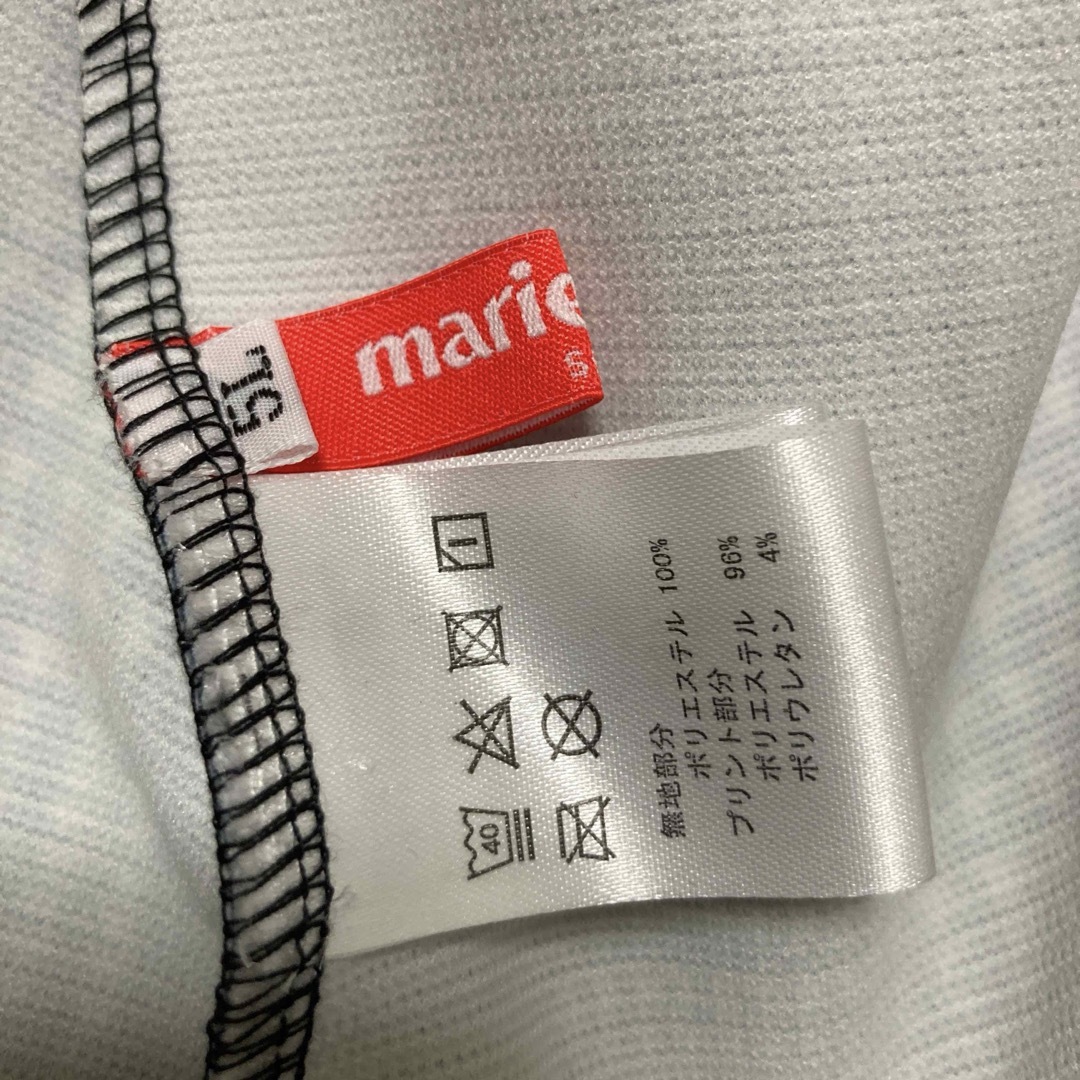 marie
5L
40
無地部分
ポリエステル 100%
プリント部分
ポリエステル 96%
ポリウレタン 4%